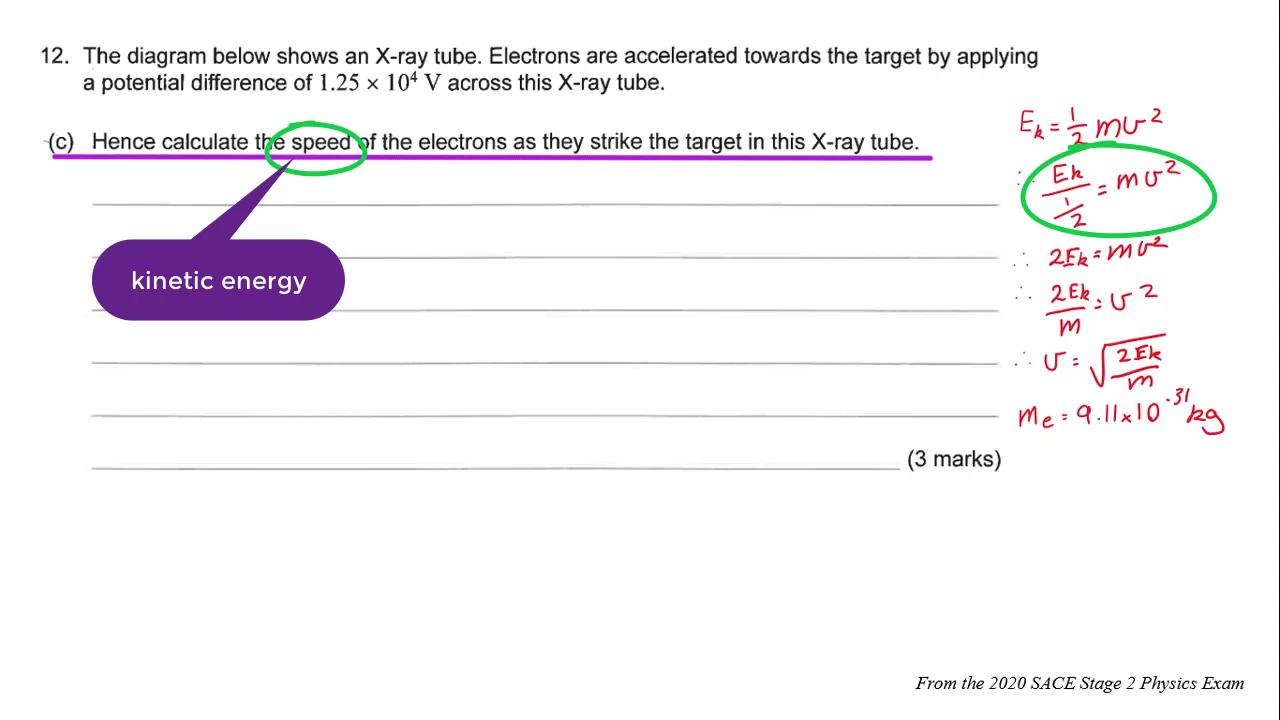 12. The diagram below shows an X-ray tube. Electrons are accelerated towards the target by applying
a potential difference of 1.25 × 10⁴ V across this X-ray tube.
(c) Hence calculate the speed of the electrons as they strike the target in this X-ray tube.
kinetic energy
(3 marks)
Ek = 1/2 mv²
∴ Ek/(1/2) = mv²
∴ 2Ek = mv²
∴ 2Ek/m = v²
∴ v = √(2Ek/m)
me = 9.11×10⁻³¹ kg
From the 2020 SACE Stage 2 Physics Exam